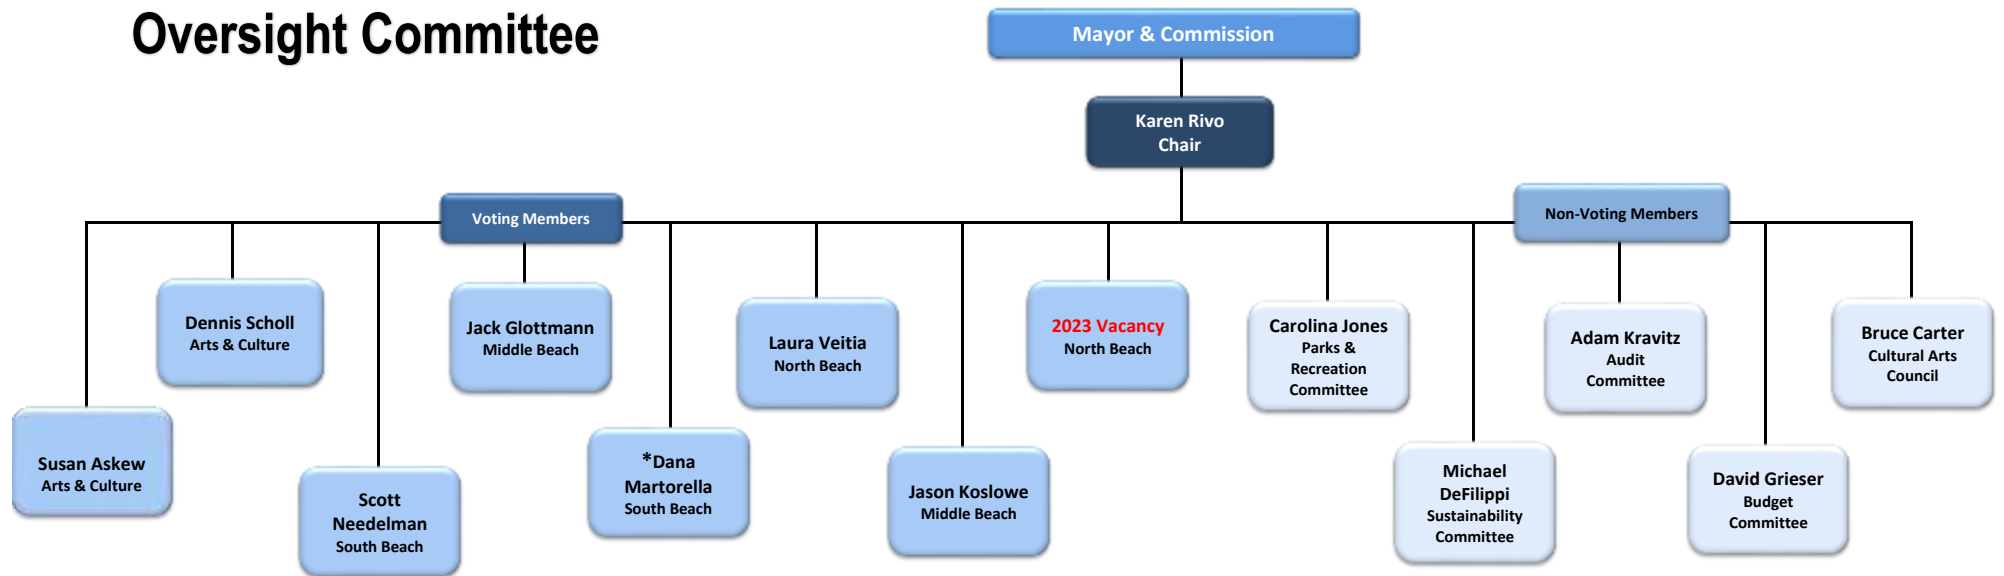 Oversight Committee
Mayor & Commission
Karen Rivo
Chair
Voting Members
Non-Voting Members
Susan Askew
Arts & Culture
Dennis Scholl
Arts & Culture
Scott
Needelman
South Beach
Jack Glottmann
Middle Beach
*Dana
Martorella
South Beach
Laura Veitia
North Beach
Jason Koslowe
Middle Beach
2023 Vacancy
North Beach
Carolina Jones
Parks &
Recreation
Committee
Michael
DeFilippi
Sustainability
Committee
Adam Kravitz
Audit
Committee
David Grieser
Budget
Committee
Bruce Carter
Cultural Arts
Council